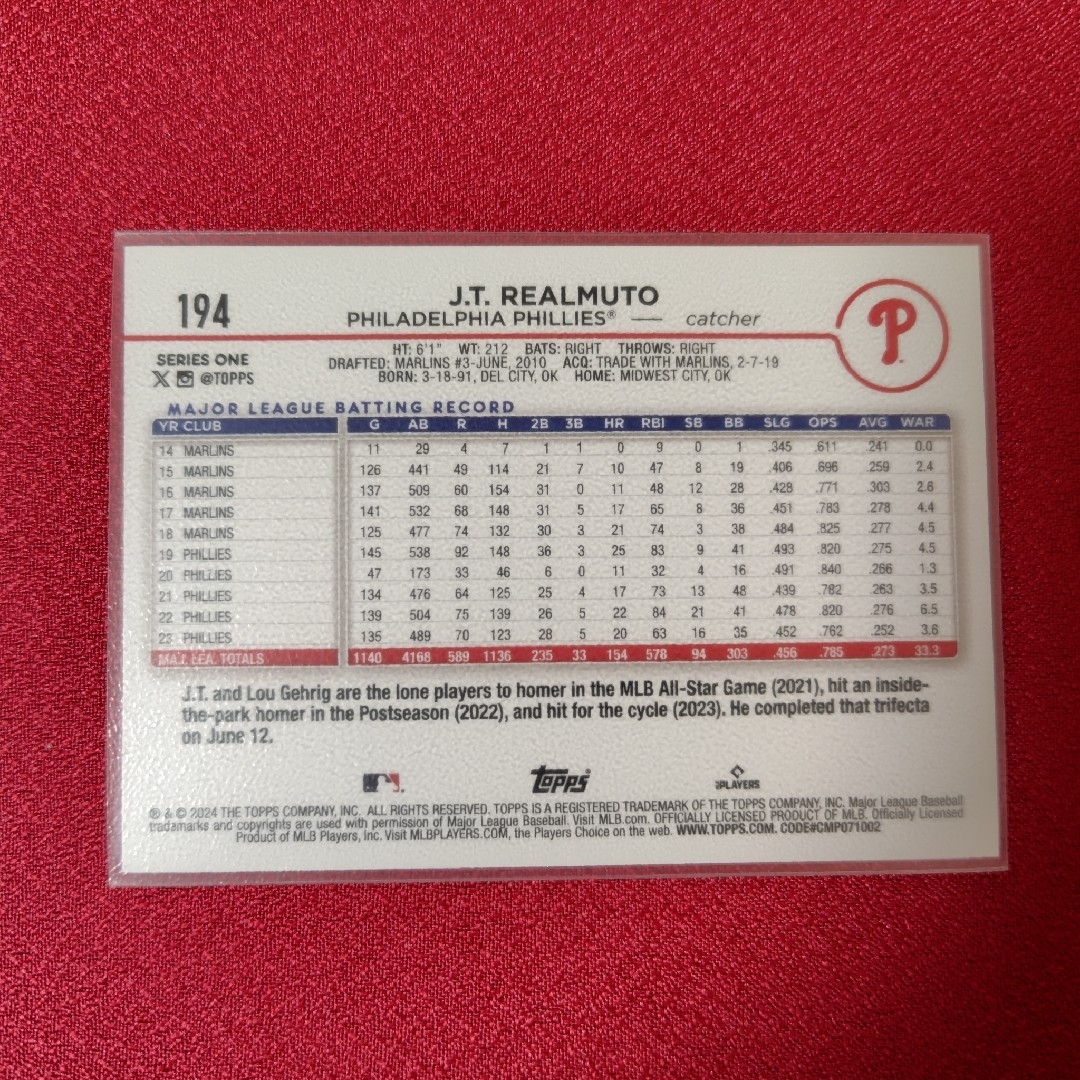 194
J.T. REALMUTO
PHILADELPHIA PHILLIES® — catcher
P
SERIES ONE
X @TOPPS
HT: 6'1" WT: 212 BATS: RIGHT THROWS: RIGHT
DRAFTED: MARLINS #3-JUNE, 2010 ACQ: TRADE WITH MARLINS, 2-7-19
BORN: 3-18-91, DEL CITY, OK HOME: MIDWEST CITY, OK
MAJOR LEAGUE BATTING RECORD
YR CLUB G AB R H 2B 3B HR RBI SB BB SLG OPS AVG WAR
14 MARLINS 11 29 4 7 1 1 0 9 0 1 .345 .611 .241 0.0
15 MARLINS 126 441 49 114 21 7 10 47 8 19 .406 .696 .259 2.4
16 MARLINS 137 509 60 154 31 0 11 48 12 28 .428 .771 .303 2.6
17 MARLINS 141 532 68 148 31 5 17 65 8 36 .451 .783 .278 4.4
18 MARLINS 125 477 74 132 30 3 21 74 3 38 .484 .825 .277 4.5
19 PHILLIES 145 538 92 148 36 3 25 83 9 41 .493 .820 .275 4.5
20 PHILLIES 47 173 33 46 6 0 11 32 4 16 .491 .840 .266 1.3
21 PHILLIES 134 476 64 125 25 4 17 73 13 48 .439 .782 .263 3.5
22 PHILLIES 139 504 75 139 26 5 22 84 21 41 .478 .820 .276 6.5
23 PHILLIES 135 489 70 123 28 5 20 63 16 35 .452 .762 .252 3.6
MAJ. LEA. TOTALS 1140 4168 589 1136 235 33 154 578 94 303 .456 .785 .273 33.3
J.T. and Lou Gehrig are the lone players to homer in the MLB All-Star Game (2021), hit an inside-
the-park homer in the Postseason (2022), and hit for the cycle (2023). He completed that trifecta
on June 12.
Topps
PLAYERS
® & © 2024 THE TOPPS COMPANY, INC. ALL RIGHTS RESERVED. TOPPS IS A REGISTERED TRADEMARK OF THE TOPPS COMPANY, INC. Major League Baseball
trademarks and copyrights are used with permission of Major League Baseball. Visit MLB.com. OFFICIALLY LICENSED PRODUCT OF MLB. Officially Licensed
Product of MLB Players, Inc. Visit MLBPLAYERS.COM, the Players Choice on the web. WWW.TOPPS.COM. CODE#CMP071002